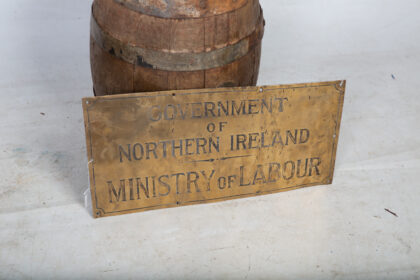 GOVERNMENT
OF
NORTHERN IRELAND
MINISTRY OF LABOUR